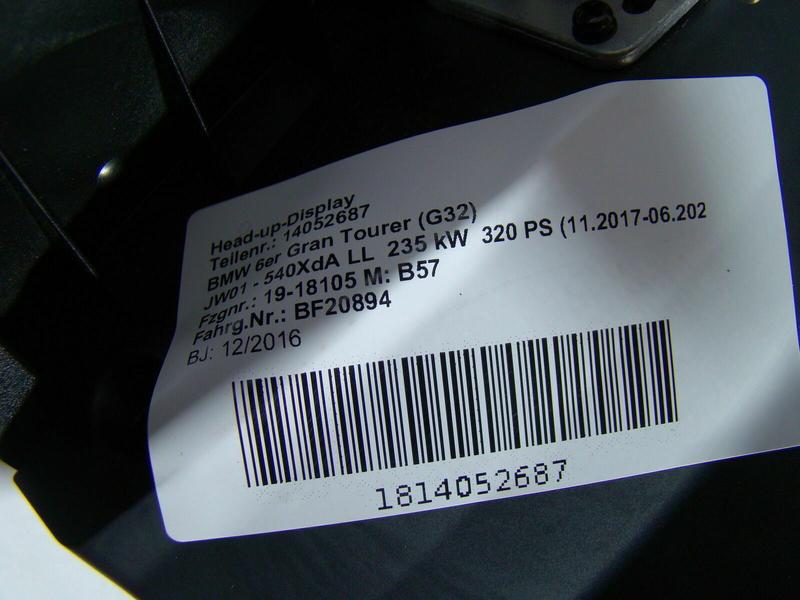 Head-up-Display
Teilenr.: 14052687
BMW 6er Gran Tourer (G32)
JW01 - 540XdA LL 235 kW 320 PS (11.2017-06.202
Fzgnr.: 19-18105 M: B57
Fahrg.Nr.: BF20894
BJ: 12/2016
1814052687